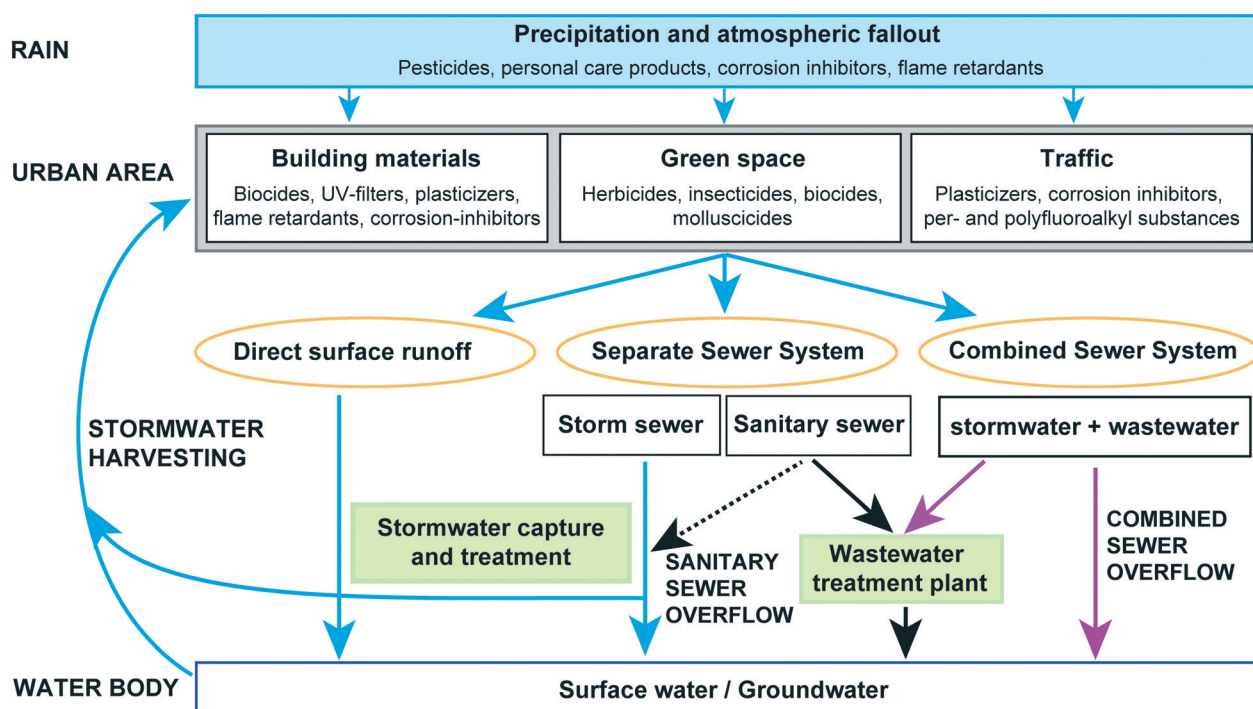 RAIN
Precipitation and atmospheric fallout
Pesticides, personal care products, corrosion inhibitors, flame retardants
URBAN AREA
Building materials
Biocides, UV-filters, plasticizers,
flame retardants, corrosion-inhibitors
Green space
Herbicides, insecticides, biocides,
molluscicides
Traffic
Plasticizers, corrosion inhibitors,
per- and polyfluoroalkyl substances
Direct surface runoff
Separate Sewer System
Combined Sewer System
Storm sewer
Sanitary sewer
stormwater + wastewater
STORMWATER
HARVESTING
Stormwater capture
and treatment
SANITARY
SEWER
OVERFLOW
Wastewater
treatment plant
COMBINED
SEWER
OVERFLOW
WATER BODY
Surface water / Groundwater